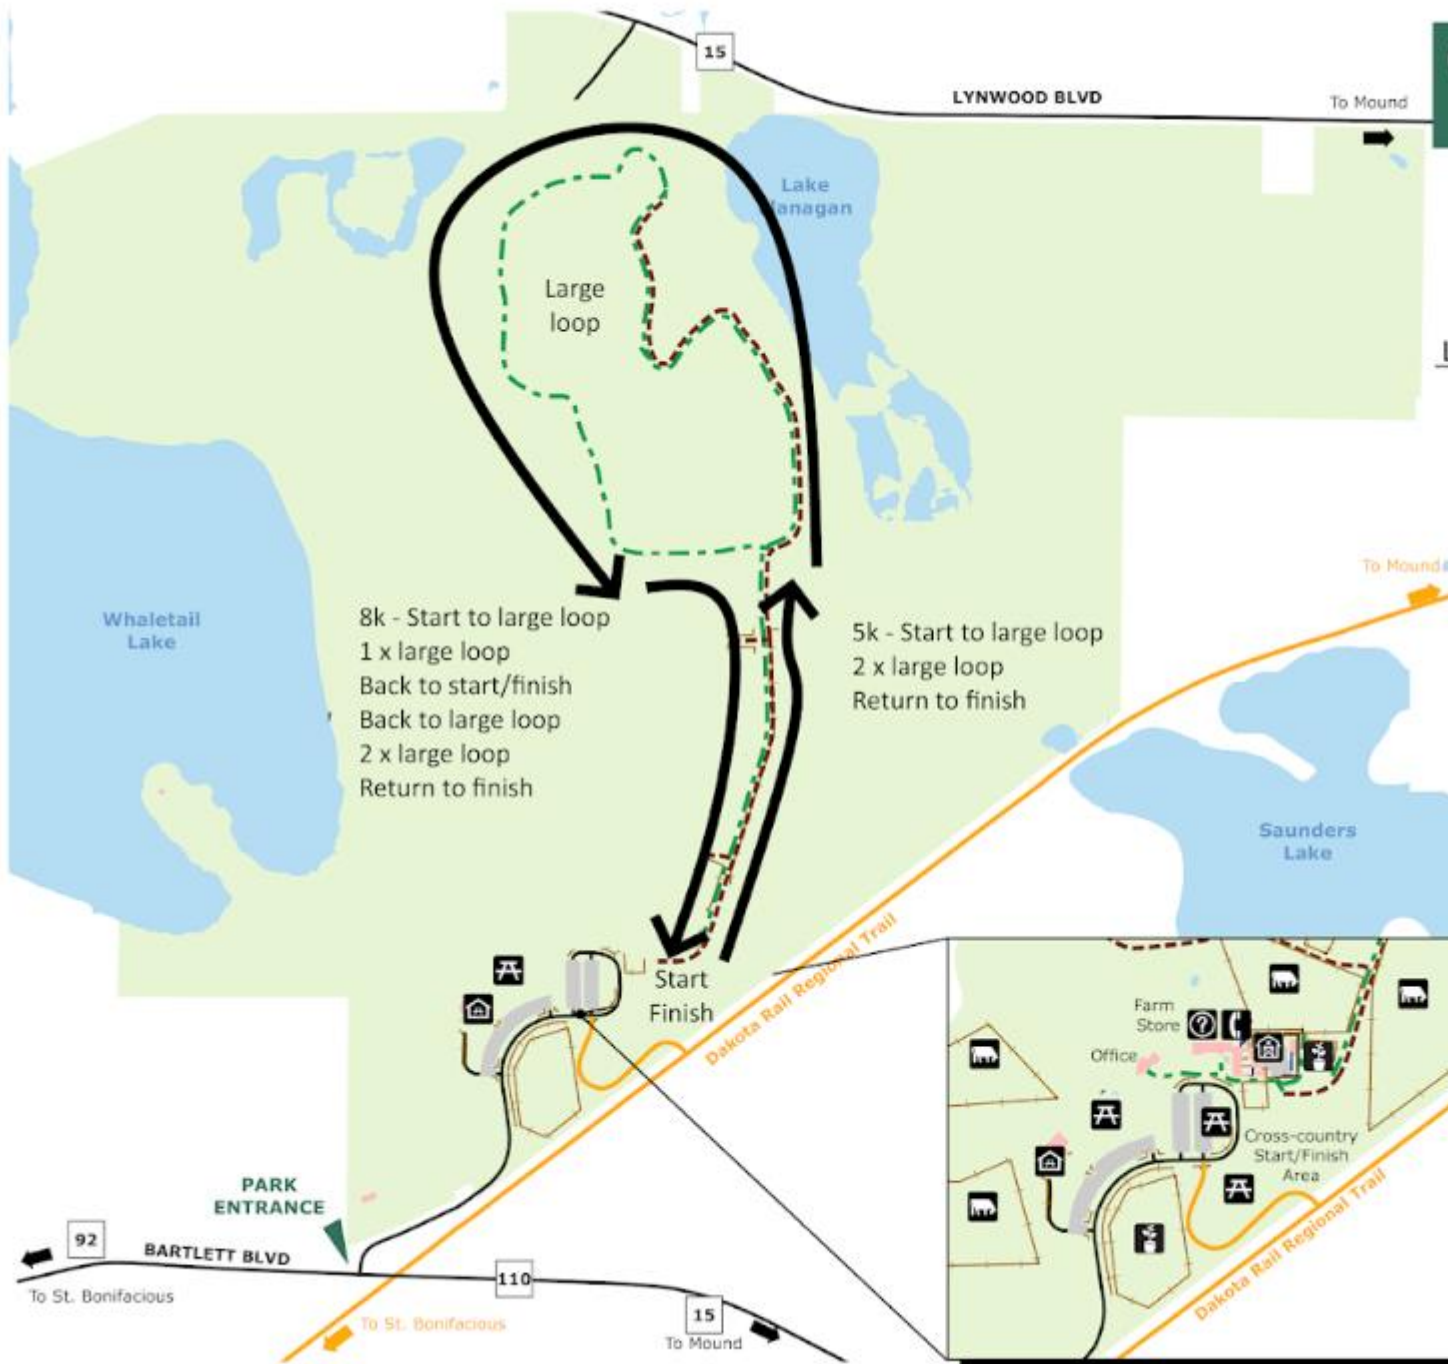 15
LYNWOOD BLVD
To Mound
Lake
Large
loop
To Mound
Whaletail
Lake
8k - Start to large loop
1 x large loop
Back to start/finish
Back to large loop
2 x large loop
Return to finish
5k - Start to large loop
2 x large loop
Return to finish
Saunders
Lake
Start
Finish
Dakota Rail Regional Trail
Farm
Store
Office
Cross-country
Start/Finish
Area
Dakota Rail Regional Trail
PARK
ENTRANCE
92
BARTLETT BLVD
110
To St. Bonifacious
To St. Bonifacious
15
To Mound